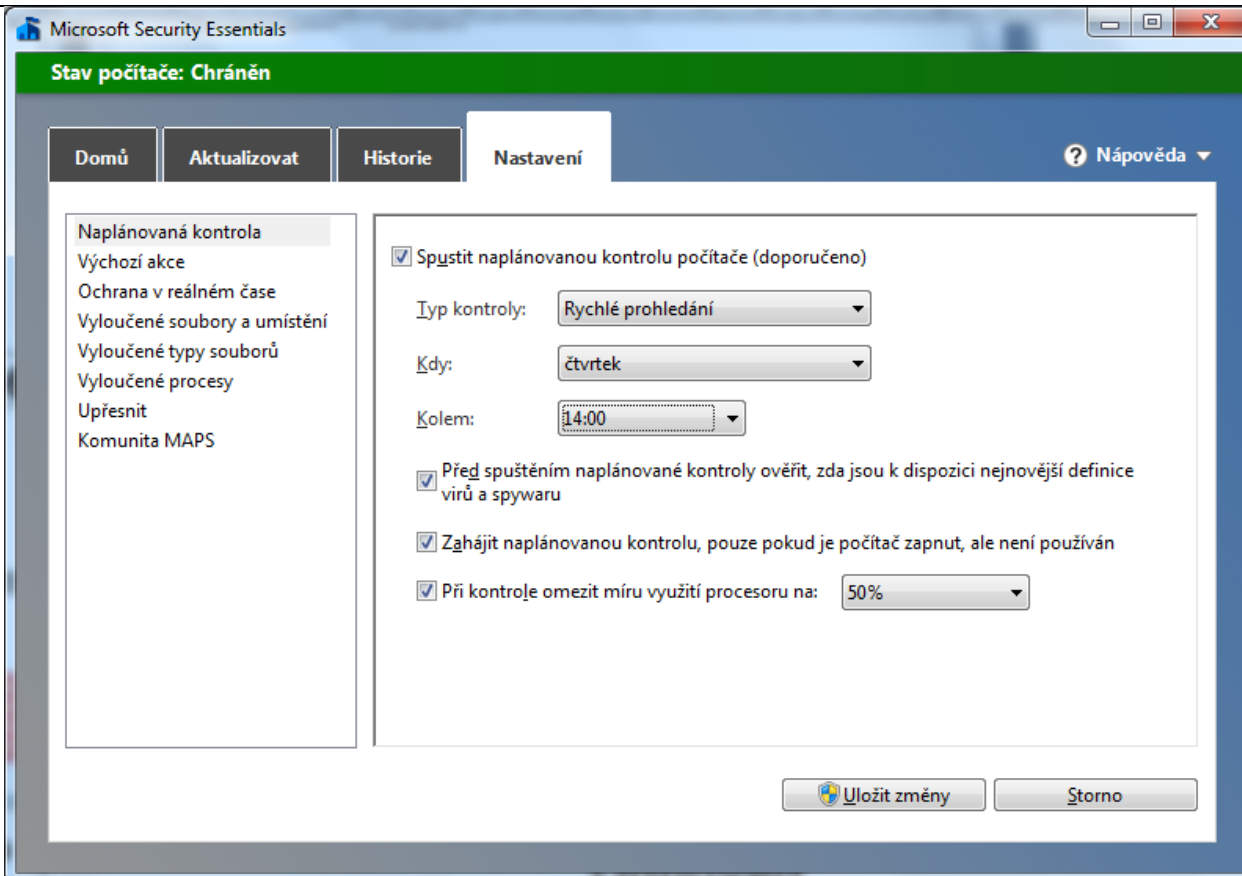 Microsoft Security Essentials
Stav počítače: Chráněn
Domů
Aktualizovat
Historie
Nastavení
Nápověda
Naplánovaná kontrola
Výchozí akce
Ochrana v reálném čase
Vyloučené soubory a umístění
Vyloučené typy souborů
Vyloučené procesy
Upřesnit
Komunita MAPS
Spustit naplánovanou kontrolu počítače (doporučeno)
Typ kontroly: Rychlé prohledání
Kdy: čtvrtek
Kolem: 14:00
Před spuštěním naplánované kontroly ověřit, zda jsou k dispozici nejnovější definice
virů a spywaru
Zahájit naplánovanou kontrolu, pouze pokud je počítač zapnut, ale není používán
Při kontrole omezit míru využití procesoru na: 50%
Uložit změny
Storno